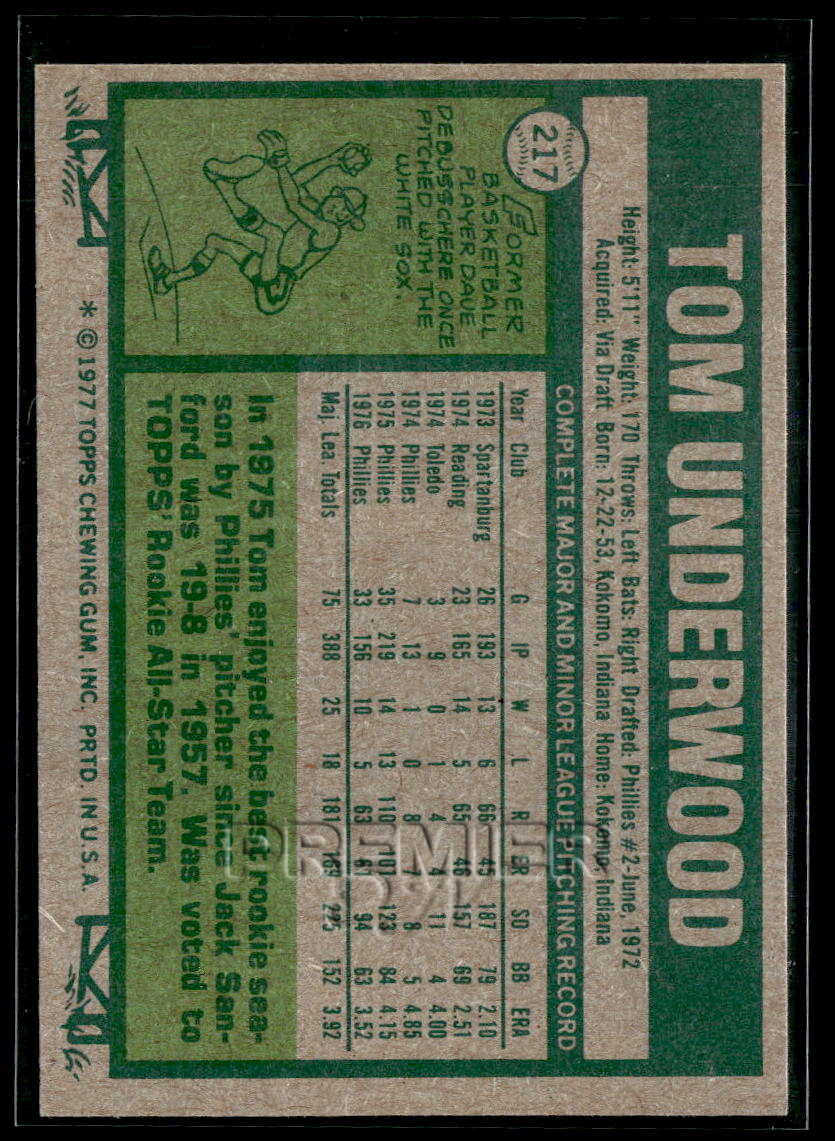 217
TOM UNDERWOOD
Height: 5'11" Weight: 170 Throws: Left Bats: Right Drafted: Phillies #2-June, 1972
Acquired: Via Draft Born: 12-22-53, Kokomo, Indiana Home: Kokomo, Indiana
FORMER
BASKETBALL
PLAYER DAVE
DEBUSSCHERE ONCE
PITCHED WITH THE
WHITE SOX.
COMPLETE MAJOR AND MINOR LEAGUE PITCHING RECORD
Year Club G IP W L R ER SO BB ERA
1973 Spartanburg 26 193 13 6 66 45 187 79 2.10
1974 Reading 23 165 14 5 65 46 157 69 2.51
1974 Toledo 3 9 0 1 4 4 11 4 4.00
1974 Phillies 7 13 1 0 8 7 8 5 4.85
1975 Phillies 35 219 14 13 110 101 123 84 4.15
1976 Phillies 33 156 10 5 63 61 94 63 3.52
Maj. Lea. Totals 75 388 25 18 181 169 225 152 3.92
In 1975 Tom enjoyed the best rookie sea-
son by Phillies' pitcher since Jack San-
ford was 19-8 in 1957. Was voted to
TOPPS' Rookie All-Star Team.
* © 1977 TOPPS CHEWING GUM, INC. PRTD. IN U.S.A.
PREMIER